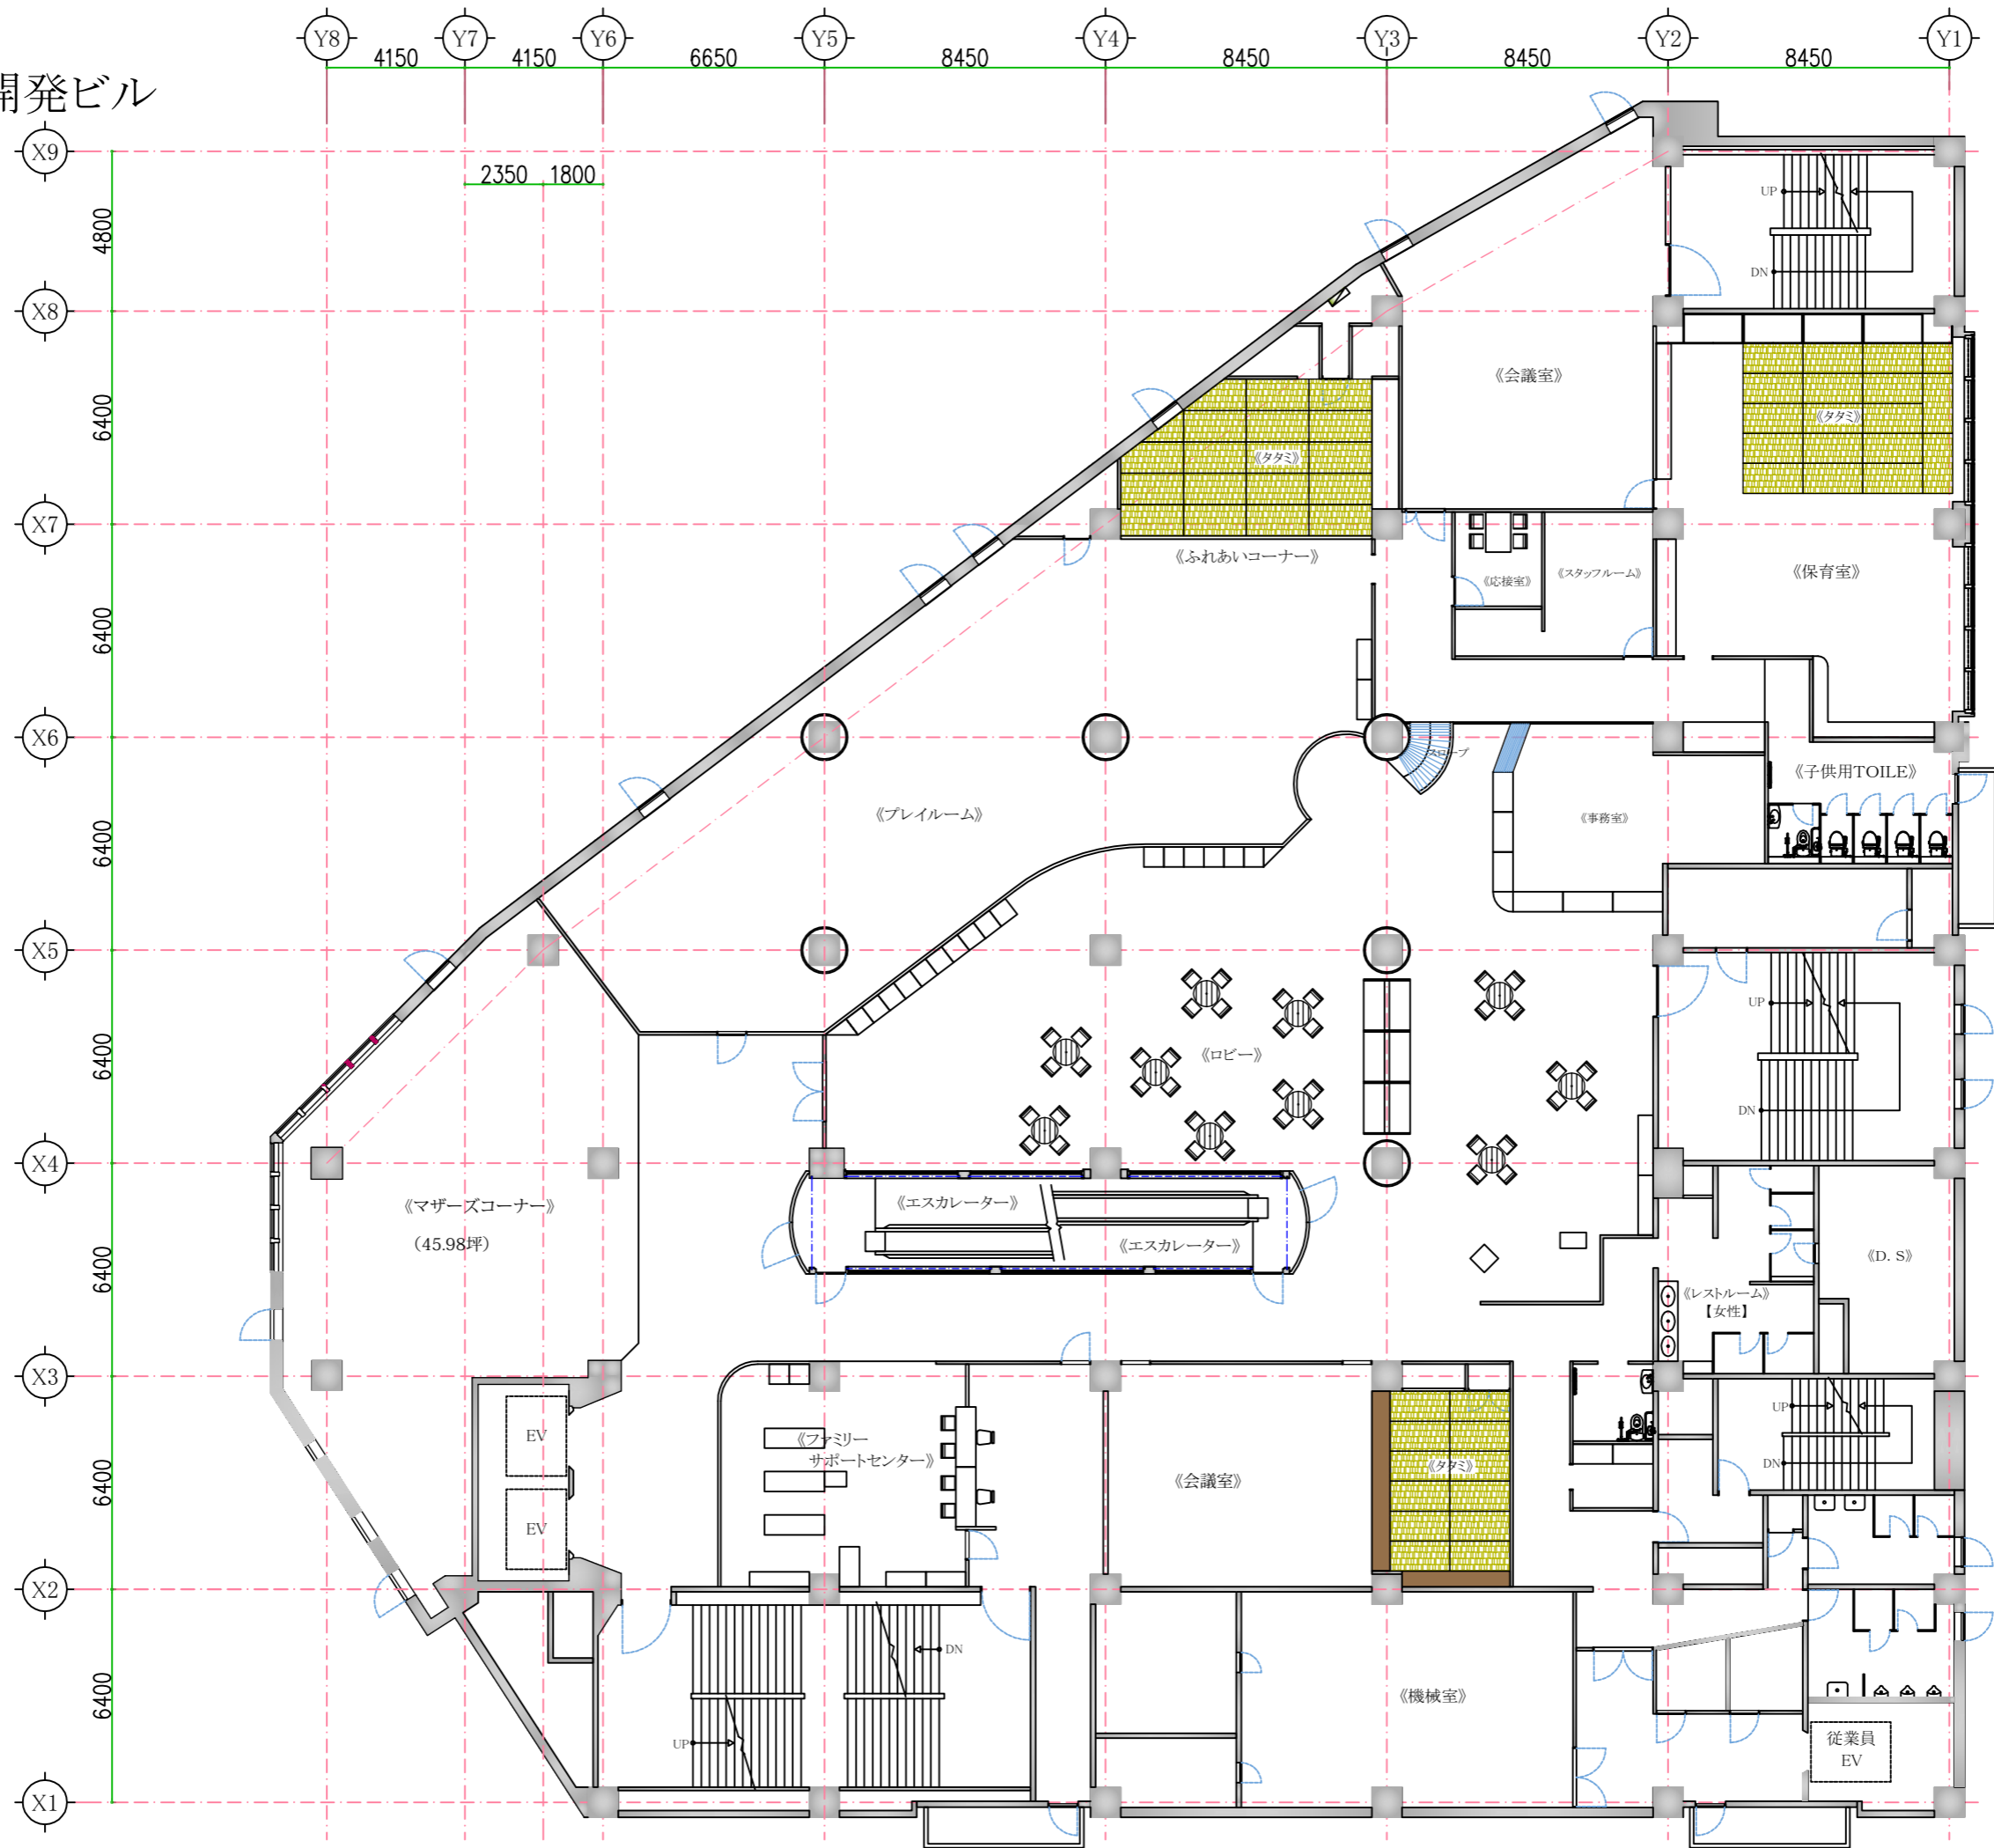 Y8
Y7
Y6
Y5
Y4
Y3
Y2
Y1
4150
4150
6650
8450
8450
8450
8450
開発ビル
X9
2350
1800
4800
UP
DN
X8
6400
《会議室》
《タタミ》
《タタミ》
X7
《ふれあいコーナー》
《応接室》
《スタッフルーム》
《保育室》
6400
X6
スロープ
《子供用TOILE》
《プレイルーム》
《事務室》
6400
X5
UP
《ロビー》
6400
DN
X4
《マザーズコーナー》
(45.98坪)
《エスカレーター》
《エスカレーター》
《D. S》
6400
《レストルーム》
【女性】
X3
UP
EV
《ファミリー
サポートセンター》
DN
《タタミ》
《会議室》
6400
EV
X2
DN
6400
《機械室》
UP
従業員
EV
X1